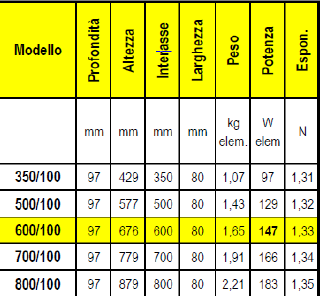 Modello Profondità Altezza Interasse Larghezza Peso Potenza Espon.
mm mm mm mm kg elem. W elem N
350/100 97 429 350 80 1,07 97 1,31
500/100 97 577 500 80 1,43 129 1,32
600/100 97 676 600 80 1,65 147 1,33
700/100 97 779 700 80 1,91 166 1,34
800/100 97 879 800 80 2,21 183 1,35